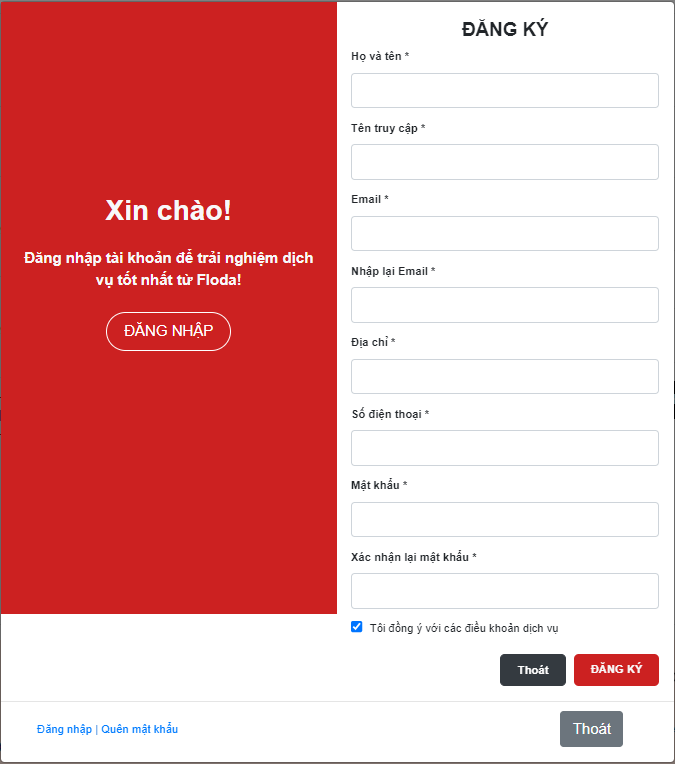 Xin chào!
Đăng nhập tài khoản để trải nghiệm dịch
vụ tốt nhất từ Floda!
ĐĂNG NHẬP
ĐĂNG KÝ
Họ và tên *
Tên truy cập *
Email *
Nhập lại Email *
Địa chỉ *
Số điện thoại *
Mật khẩu *
Xác nhận lại mật khẩu *
Tôi đồng ý với các điều khoản dịch vụ
Thoát
ĐĂNG KÝ
Đăng nhập | Quên mật khẩu
Thoát